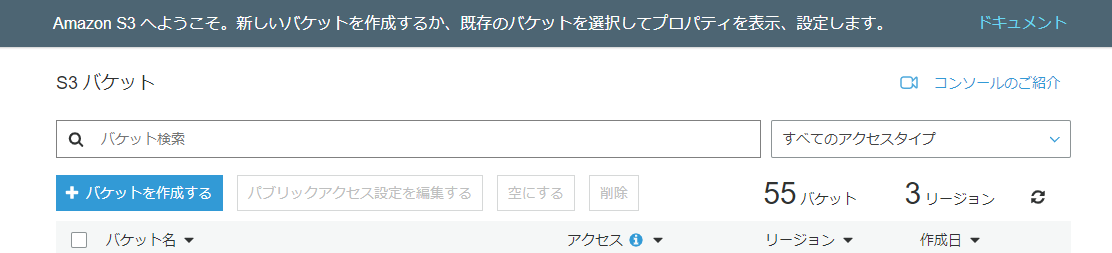 Amazon S3 へようこそ。新しいバケットを作成するか、既存のバケットを選択してプロパティを表示、設定します。 ドキュメント
S3 バケット コンソールのご紹介
バケット検索 すべてのアクセスタイプ
バケットを作成する パブリックアクセス設定を編集する 空にする 削除 55 バケット 3 リージョン
バケット名 アクセス リージョン 作成日